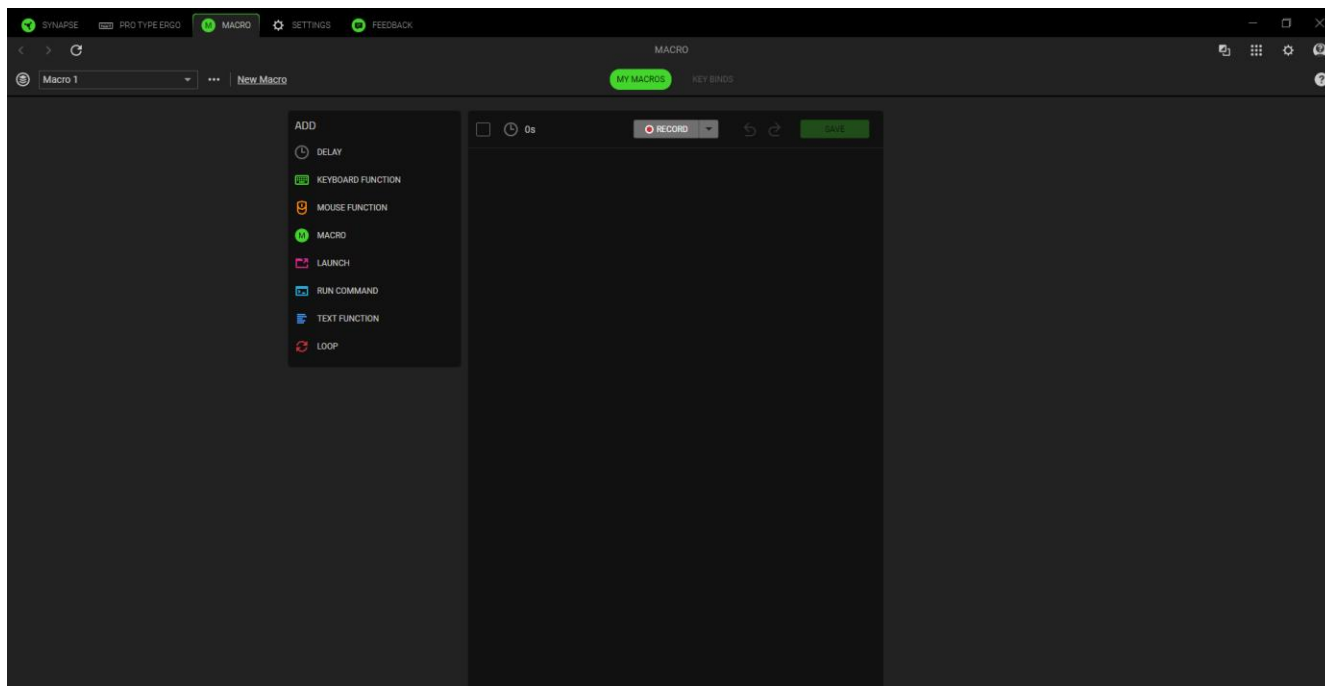 SYNAPSE PRO TYPE ERGO MACRO SETTINGS FEEDBACK
MACRO
Macro 1 New Macro MY MACROS KEY BINDS
ADD
0s RECORD SAVE
DELAY
KEYBOARD FUNCTION
MOUSE FUNCTION
M MACRO
LAUNCH
RUN COMMAND
TEXT FUNCTION
LOOP